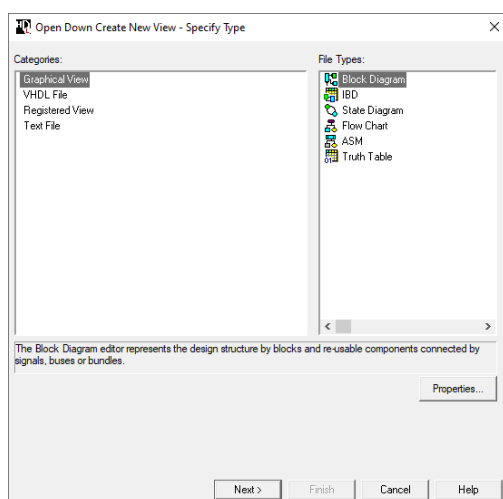 Open Down Create New View - Specify Type
Categories:
Graphical View
VHDL File
Registered View
Text File
File Types:
Block Diagram
IBD
State Diagram
Flow Chart
ASM
Truth Table
The Block Diagram editor represents the design structure by blocks and re-usable components connected by
signals, buses or bundles.
Properties...
Next >
Finish
Cancel
Help